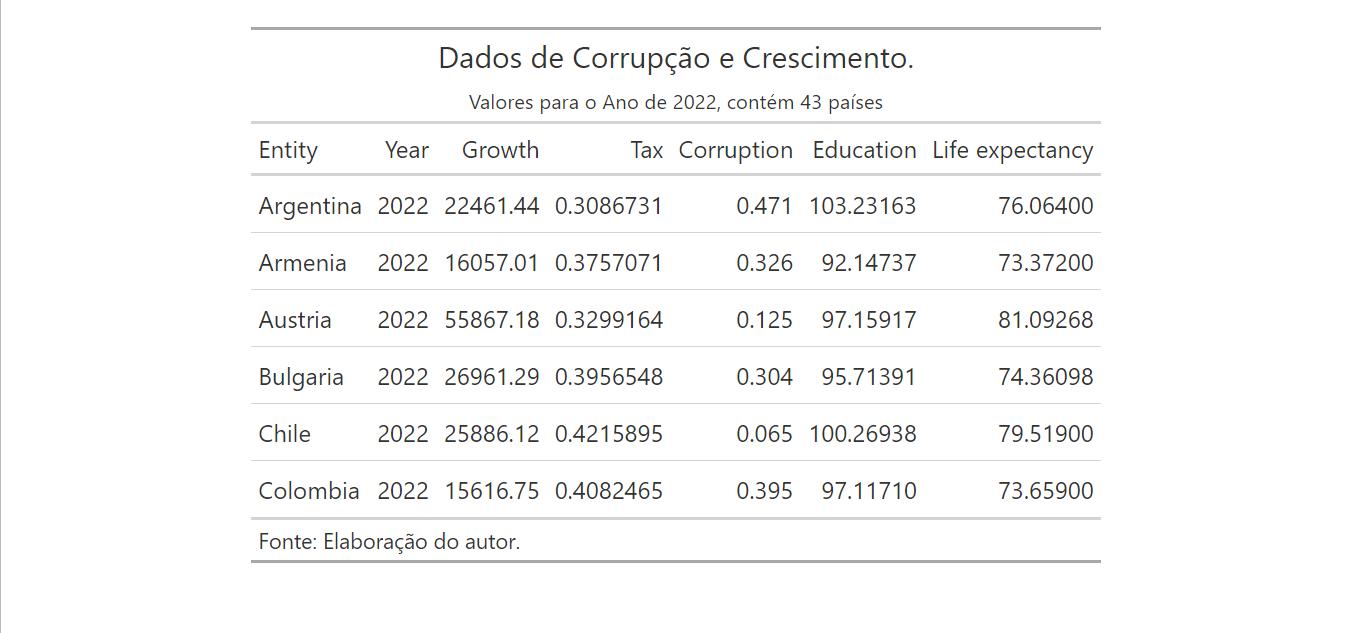 Dados de Corrupção e Crescimento.
Valores para o Ano de 2022, contém 43 países
Entity Year Growth Tax Corruption Education Life expectancy
Argentina 2022 22461.44 0.3086731 0.471 103.23163 76.06400
Armenia 2022 16057.01 0.3757071 0.326 92.14737 73.37200
Austria 2022 55867.18 0.3299164 0.125 97.15917 81.09268
Bulgaria 2022 26961.29 0.3956548 0.304 95.71391 74.36098
Chile 2022 25886.12 0.4215895 0.065 100.26938 79.51900
Colombia 2022 15616.75 0.4082465 0.395 97.11710 73.65900
Fonte: Elaboração do autor.